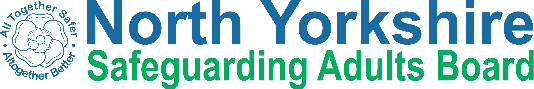 All Together Safer
Altogether Better
North Yorkshire
Safeguarding Adults Board